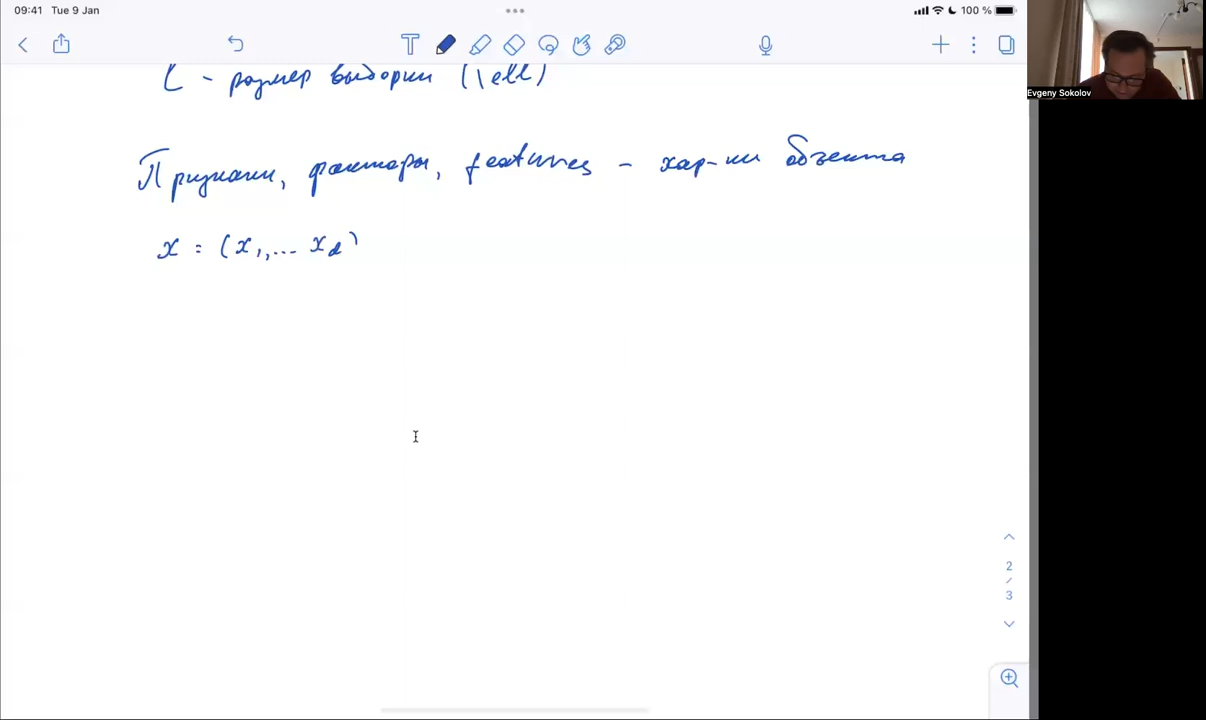 09:41 Tue 9 Jan
100 %
Evgeny Sokolov
ℓ - размер выборки (\ell)
Признаки, факторы, features - хар-ки объекта
x = (x₁,... x_d)
2
/
3